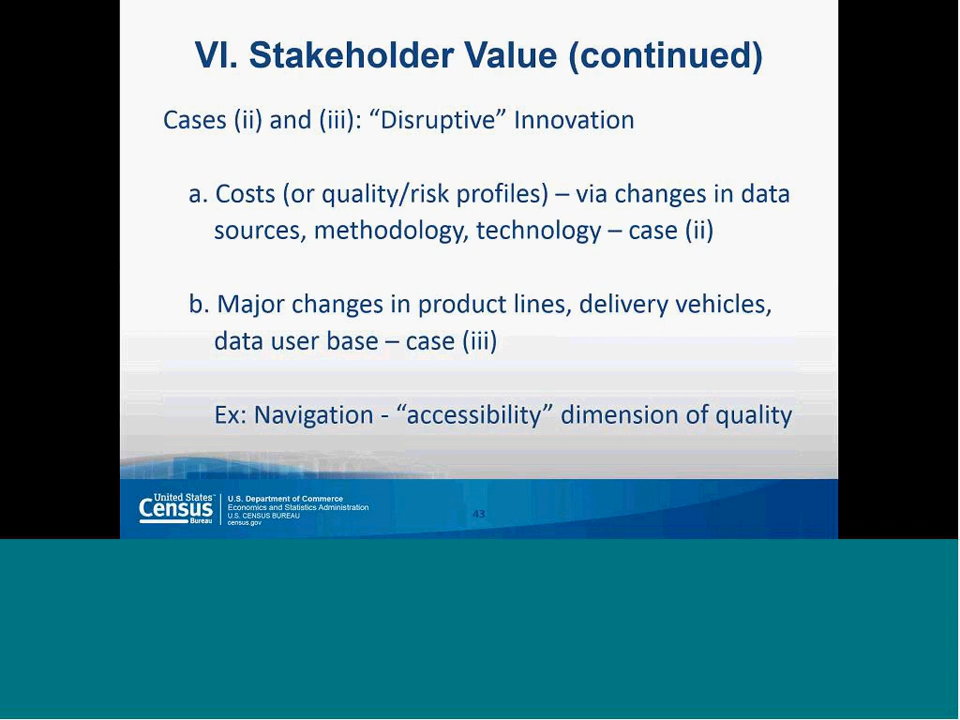 VI. Stakeholder Value (continued)
Cases (ii) and (iii): “Disruptive” Innovation
a. Costs (or quality/risk profiles) – via changes in data
sources, methodology, technology – case (ii)
b. Major changes in product lines, delivery vehicles,
data user base – case (iii)
Ex: Navigation - “accessibility” dimension of quality
United States™
Census
Bureau
U.S. Department of Commerce
Economics and Statistics Administration
U.S. CENSUS BUREAU
census.gov
43